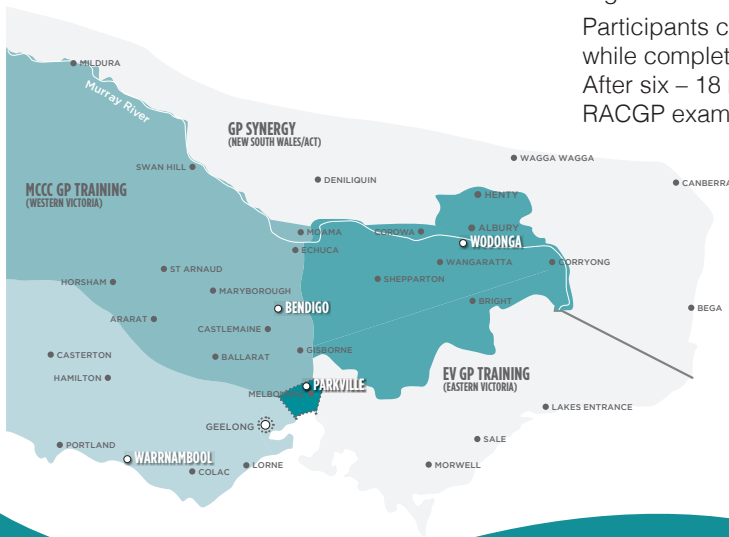 Participants c
while complet
After six – 18
RACGP exam
MILDURA
Murray River
GP SYNERGY
(NEW SOUTH WALES/ACT)
WAGGA WAGGA
SWAN HILL
DENILIQUIN
CANBERRA
MCCC GP TRAINING
(WESTERN VICTORIA)
HENTY
MOAMA
COROWA
ALBURY
WODONGA
ECHUCA
WANGARATTA
CORRYONG
ST ARNAUD
SHEPPARTON
HORSHAM
MARYBOROUGH
BRIGHT
BENDIGO
BEGA
ARARAT
CASTLEMAINE
CASTERTON
BALLARAT
GISBORNE
HAMILTON
EV GP TRAINING
(EASTERN VICTORIA)
PARKVILLE
LAKES ENTRANCE
GEELONG
PORTLAND
SALE
WARRNAMBOOL
COLAC
LORNE
MORWELL